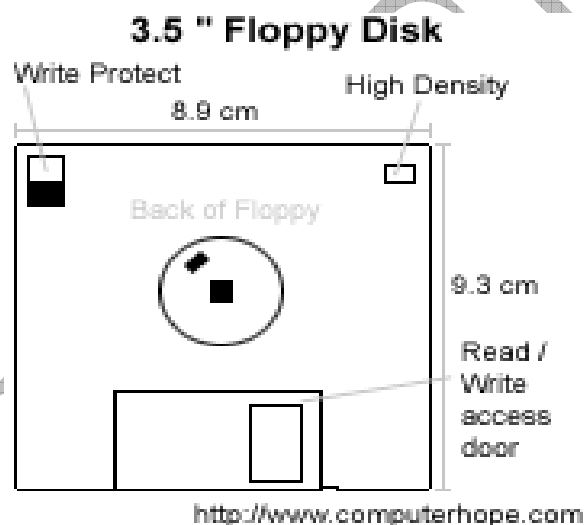 3.5 " Floppy Disk
Write Protect
High Density
8.9 cm
Back of Floppy
9.3 cm
Read /
Write
access
door
http://www.computerhope.com